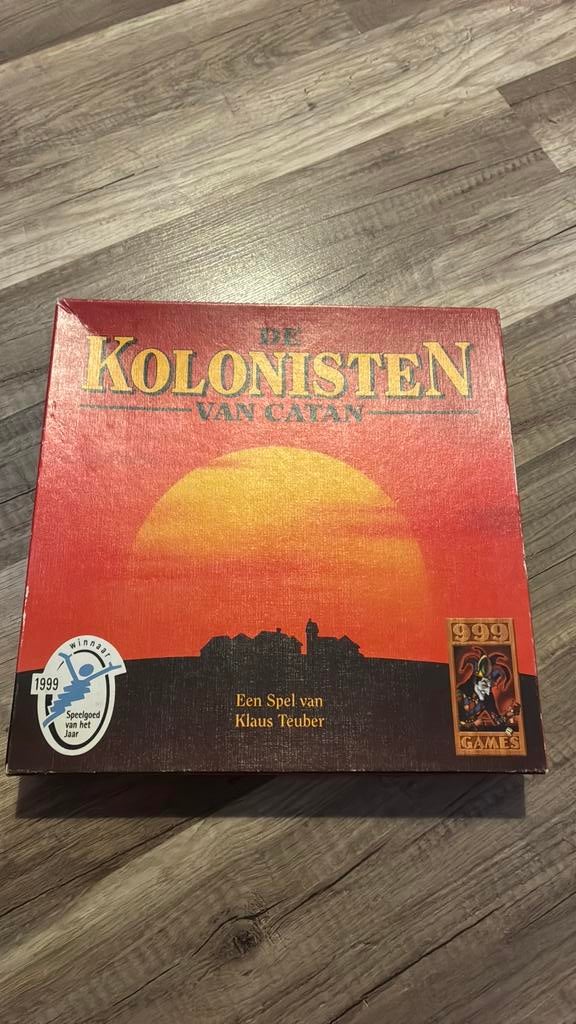 DE
KOLONISTEN
VAN CATAN
winnaar
1999
Speelgoed
van het
Jaar
Een Spel van
Klaus Teuber
999
GAMES